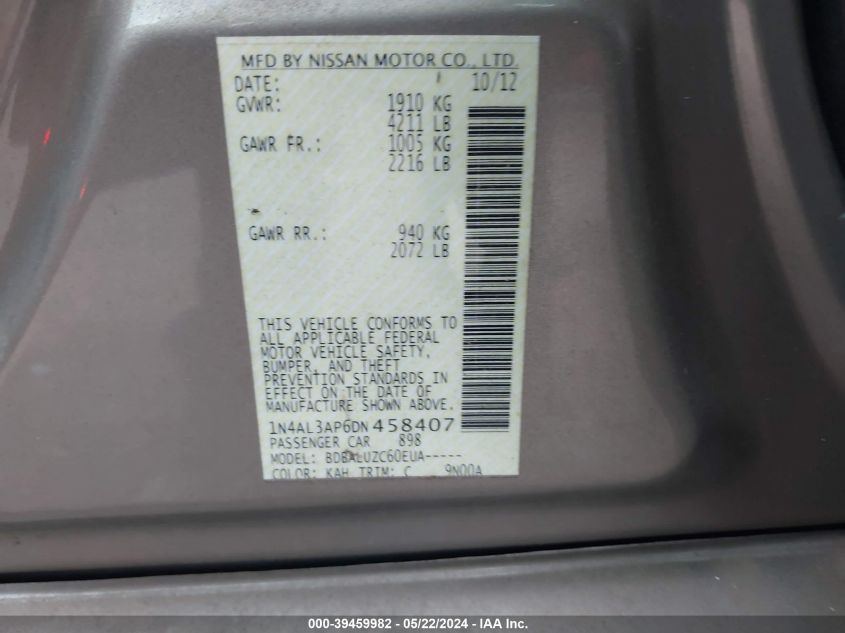 MFD BY NISSAN MOTOR CO., LTD.
DATE: 10/12
GVWR: 1910 KG
4211 LB
GAWR FR.: 1005 KG
2216 LB
GAWR RR.: 940 KG
2072 LB
THIS VEHICLE CONFORMS TO
ALL APPLICABLE FEDERAL
MOTOR VEHICLE SAFETY,
BUMPER, AND THEFT
PREVENTION STANDARDS IN
EFFECT ON THE DATE OF
MANUFACTURE SHOWN ABOVE.
1N4AL3AP6DN458407
PASSENGER CAR 898
MODEL: BDBALUZC60EUA-----
COLOR: KAH TRIM: C 9N00A
000-39459982 - 05/22/2024 - IAA Inc.